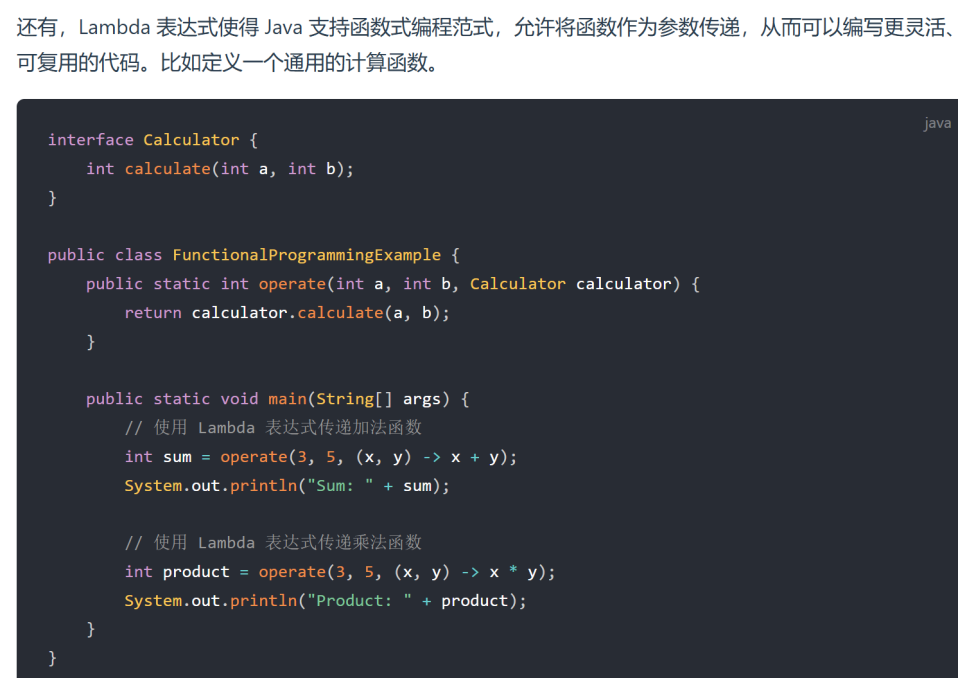 还有，Lambda 表达式使得 Java 支持函数式编程范式，允许将函数作为参数传递，从而可以编写更灵活、
可复用的代码。比如定义一个通用的计算函数。
java
interface Calculator {
    int calculate(int a, int b);
}

public class FunctionalProgrammingExample {
    public static int operate(int a, int b, Calculator calculator) {
        return calculator.calculate(a, b);
    }

    public static void main(String[] args) {
        // 使用 Lambda 表达式传递加法函数
        int sum = operate(3, 5, (x, y) -> x + y);
        System.out.println("Sum: " + sum);

        // 使用 Lambda 表达式传递乘法函数
        int product = operate(3, 5, (x, y) -> x * y);
        System.out.println("Product: " + product);
    }
}